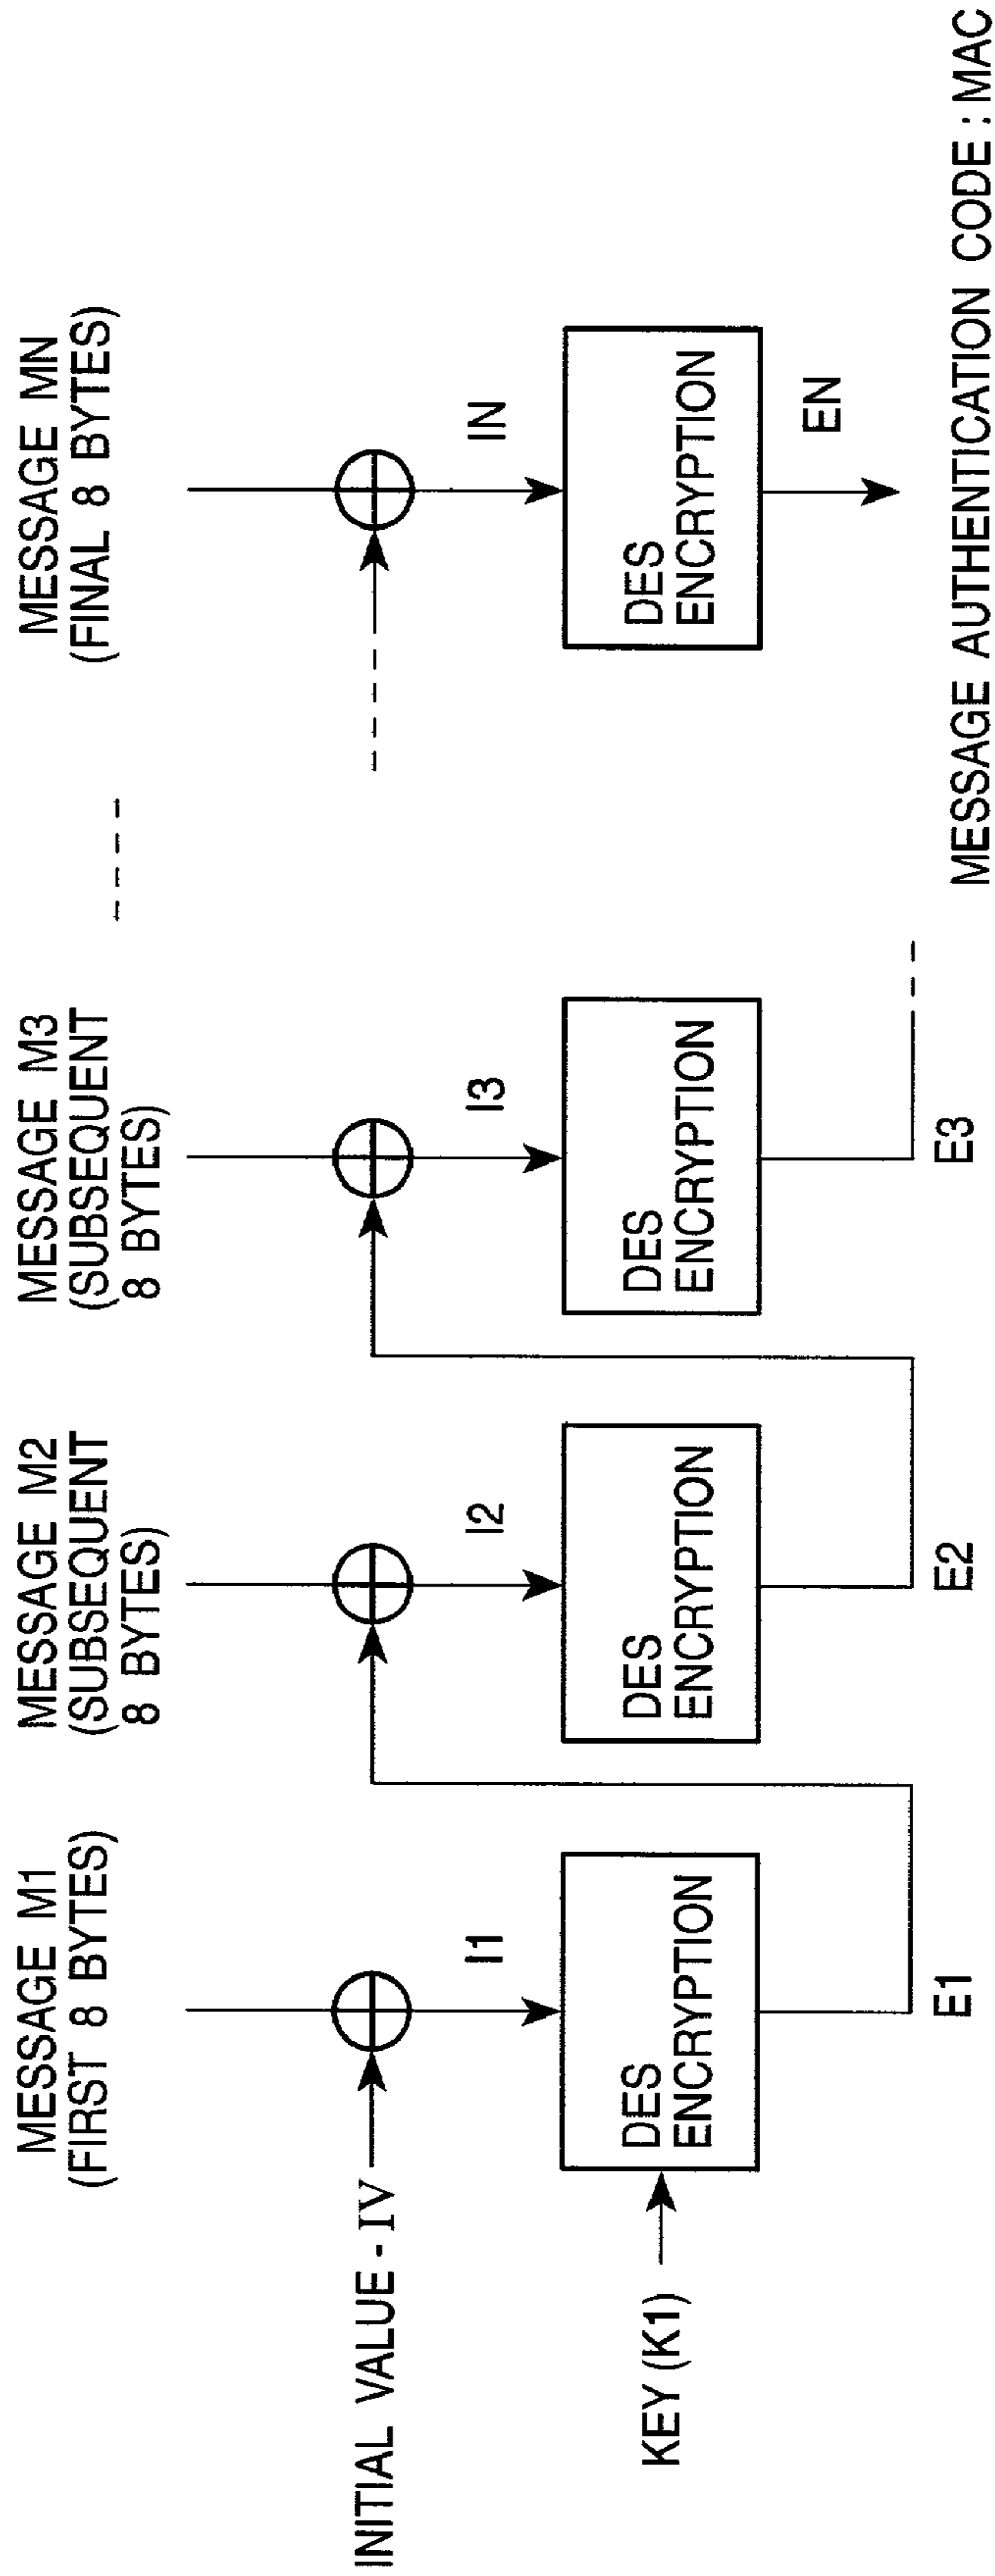 MESSAGE M1
(FIRST 8 BYTES)
MESSAGE M2
(SUBSEQUENT
8 BYTES)
MESSAGE M3
(SUBSEQUENT
8 BYTES)
MESSAGE MN
(FINAL 8 BYTES)
INITIAL VALUE - IV
I1
I2
I3
IN
KEY (K1)
DES
ENCRYPTION
DES
ENCRYPTION
DES
ENCRYPTION
DES
ENCRYPTION
E1
E2
E3
EN
MESSAGE AUTHENTICATION CODE : MAC